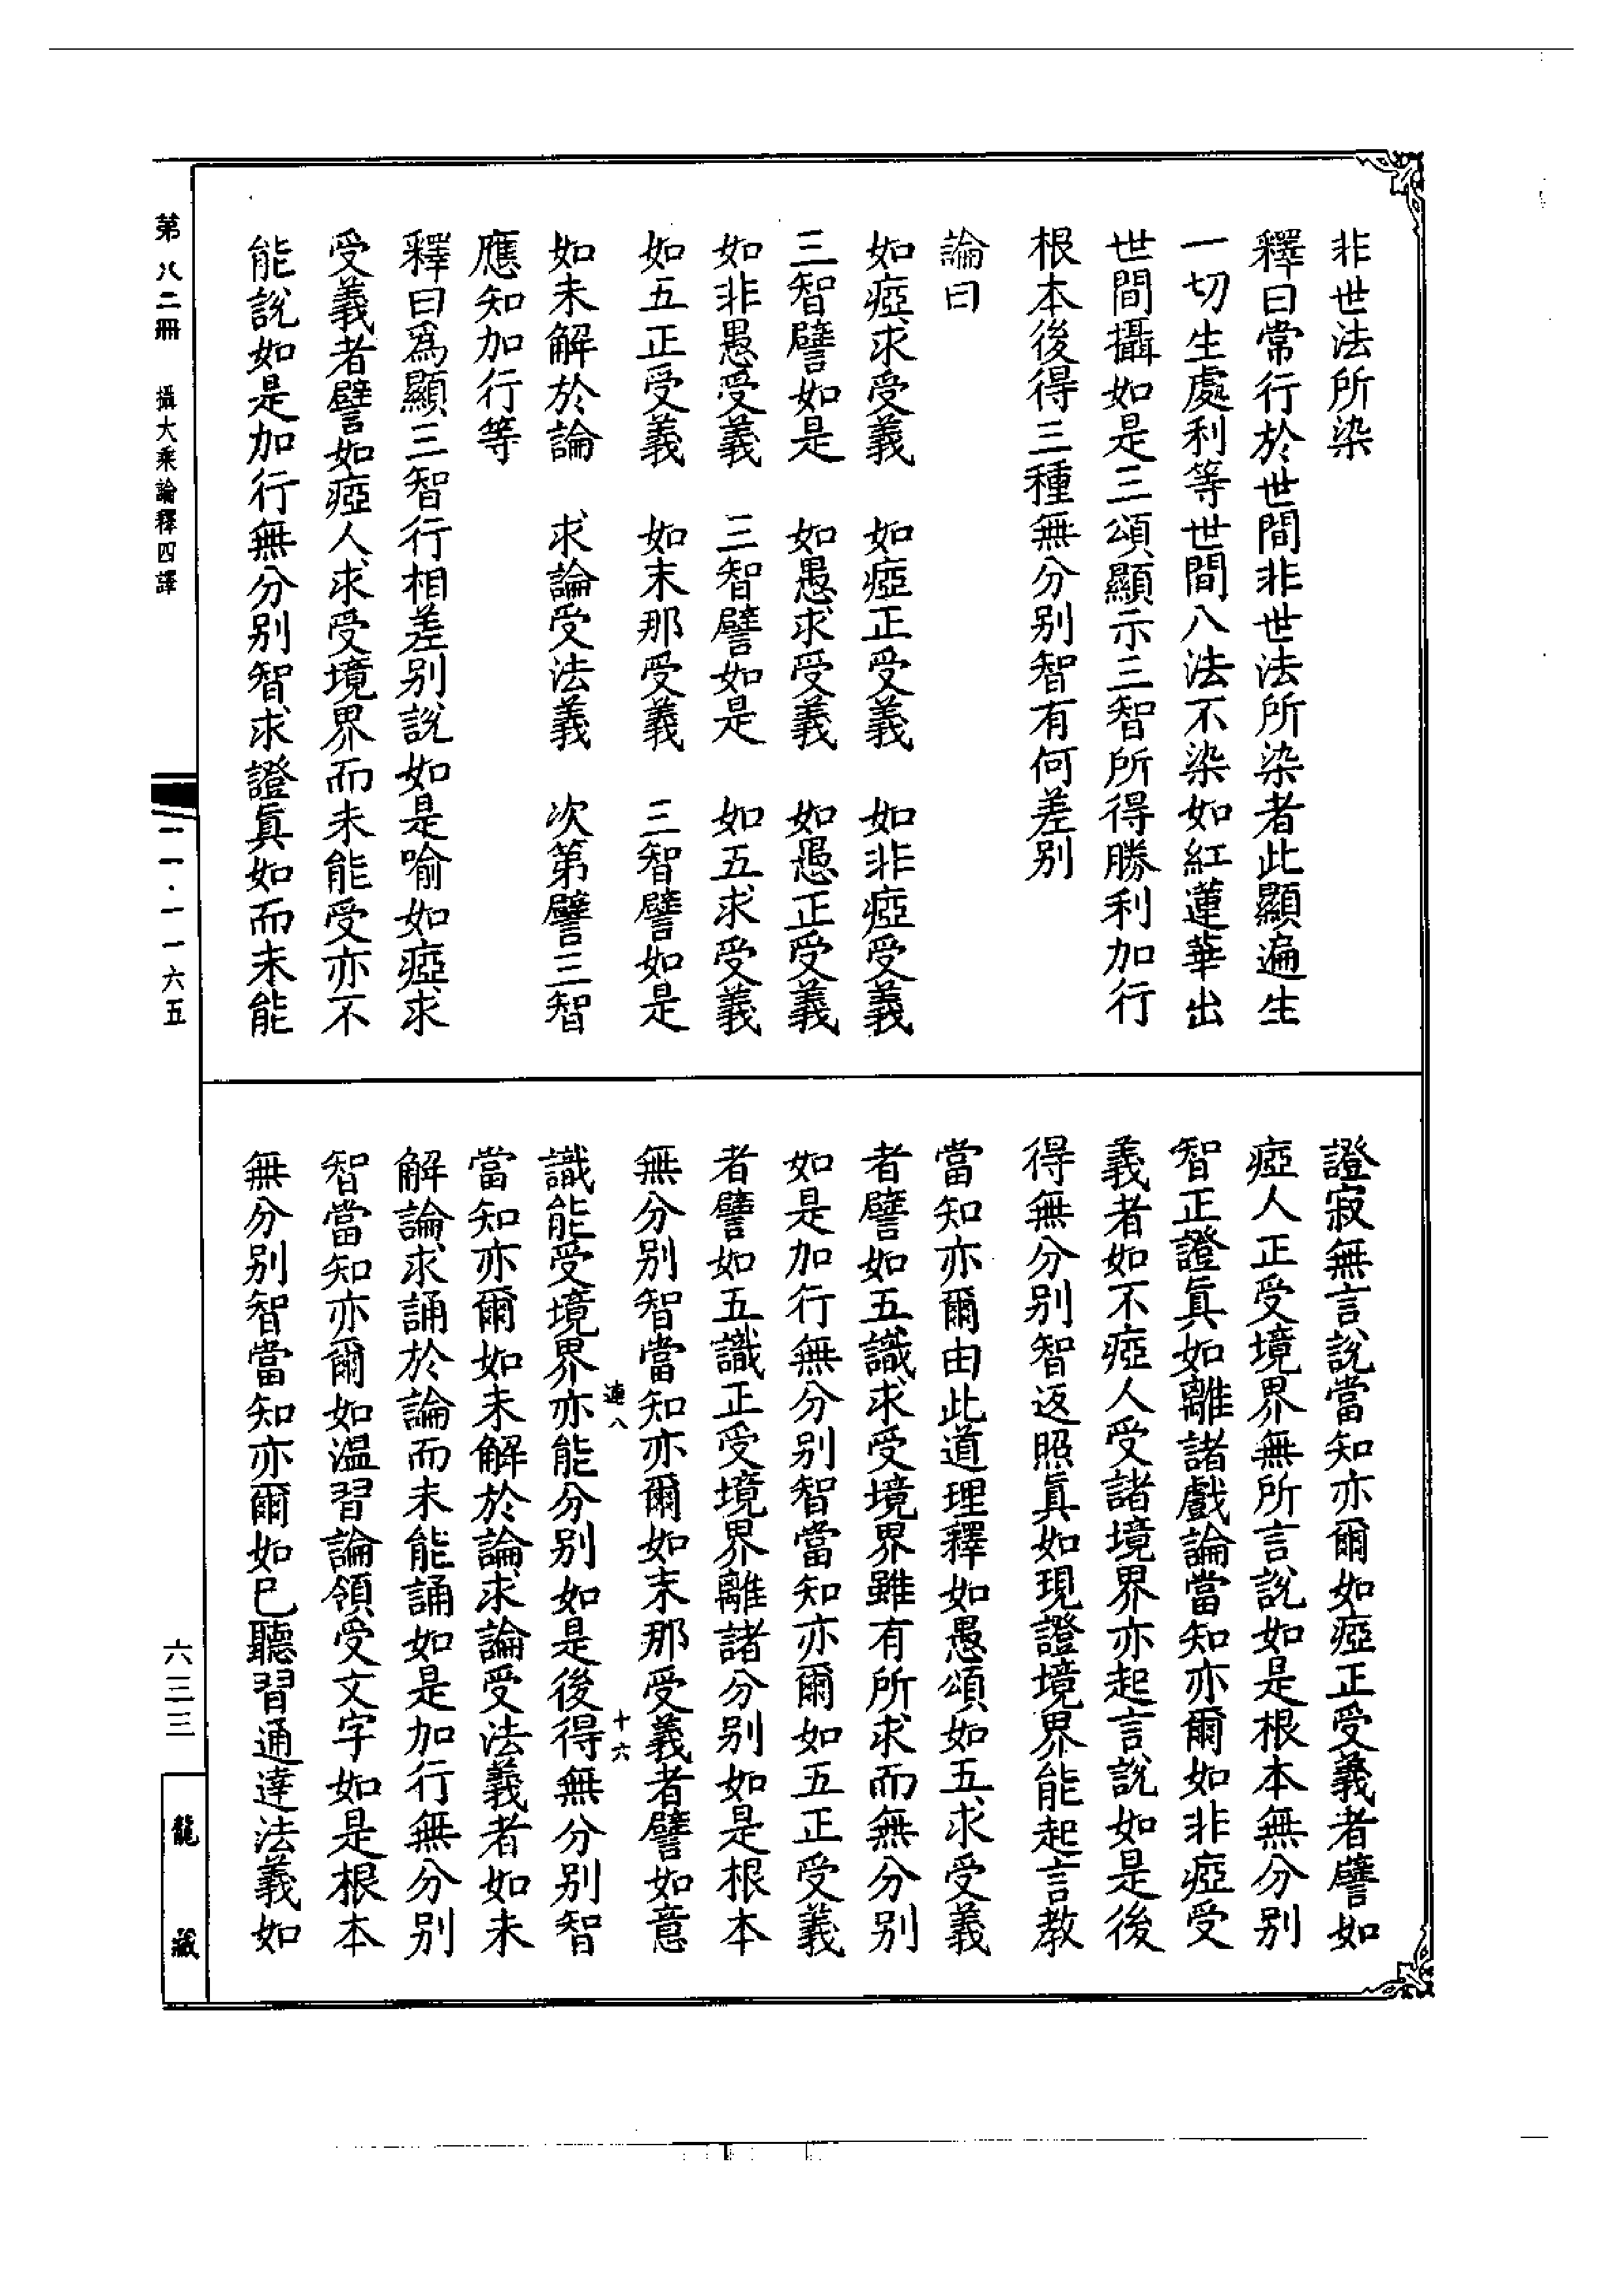 非世法所染
釋曰常行於世間非世法所染者此顯遍生
一切生處利等世間八法不染如紅蓮華出
世間攝如是三頌顯示三智所得勝利加行
根本後得三種無分別智有何差別
論曰
如瘂求受義　如瘂正受義　如非瘂受義
三智譬如是　如愚求受義　如愚正受義
如非愚受義　三智譬如是　如五求受義
如五正受義　如末那受義　三智譬如是
如未解於論　求論受法義　次第譬三智
應知加行等
釋曰爲顯三智行相差別說如是喻如瘂求
受義者譬如瘂人求受境界而未能受亦不
能說如是加行無分別智求證眞如而未能
證寂無言說當知亦爾如瘂正受義者譬如
瘂人正受境界無所言說如是根本無分別
智正證眞如離諸戲論當知亦爾如非瘂受
義者如不瘂人受諸境界亦起言說如是後
得無分別智返照眞如現證境界能起言教
當知亦爾由此道理釋如愚頌如五求受義
者譬如五識求受境界雖有所求而無分別
如是加行無分別智當知亦爾如五正受義
者譬如五識正受境界離諸分別如是根本
無分別智當知亦爾如末那受義者譬如意
連八　十六
識能受境界亦能分別如是後得無分別智
當知亦爾如未解於論求論受法義者如未
解論求誦於論而未能誦如是加行無分別
智當知亦爾如溫習論領受文字如是根本
無分別智當知亦爾如已聽習通達法義如
第八二冊　攝大乘論釋四譯
一一·一一六五
六三三
龍藏